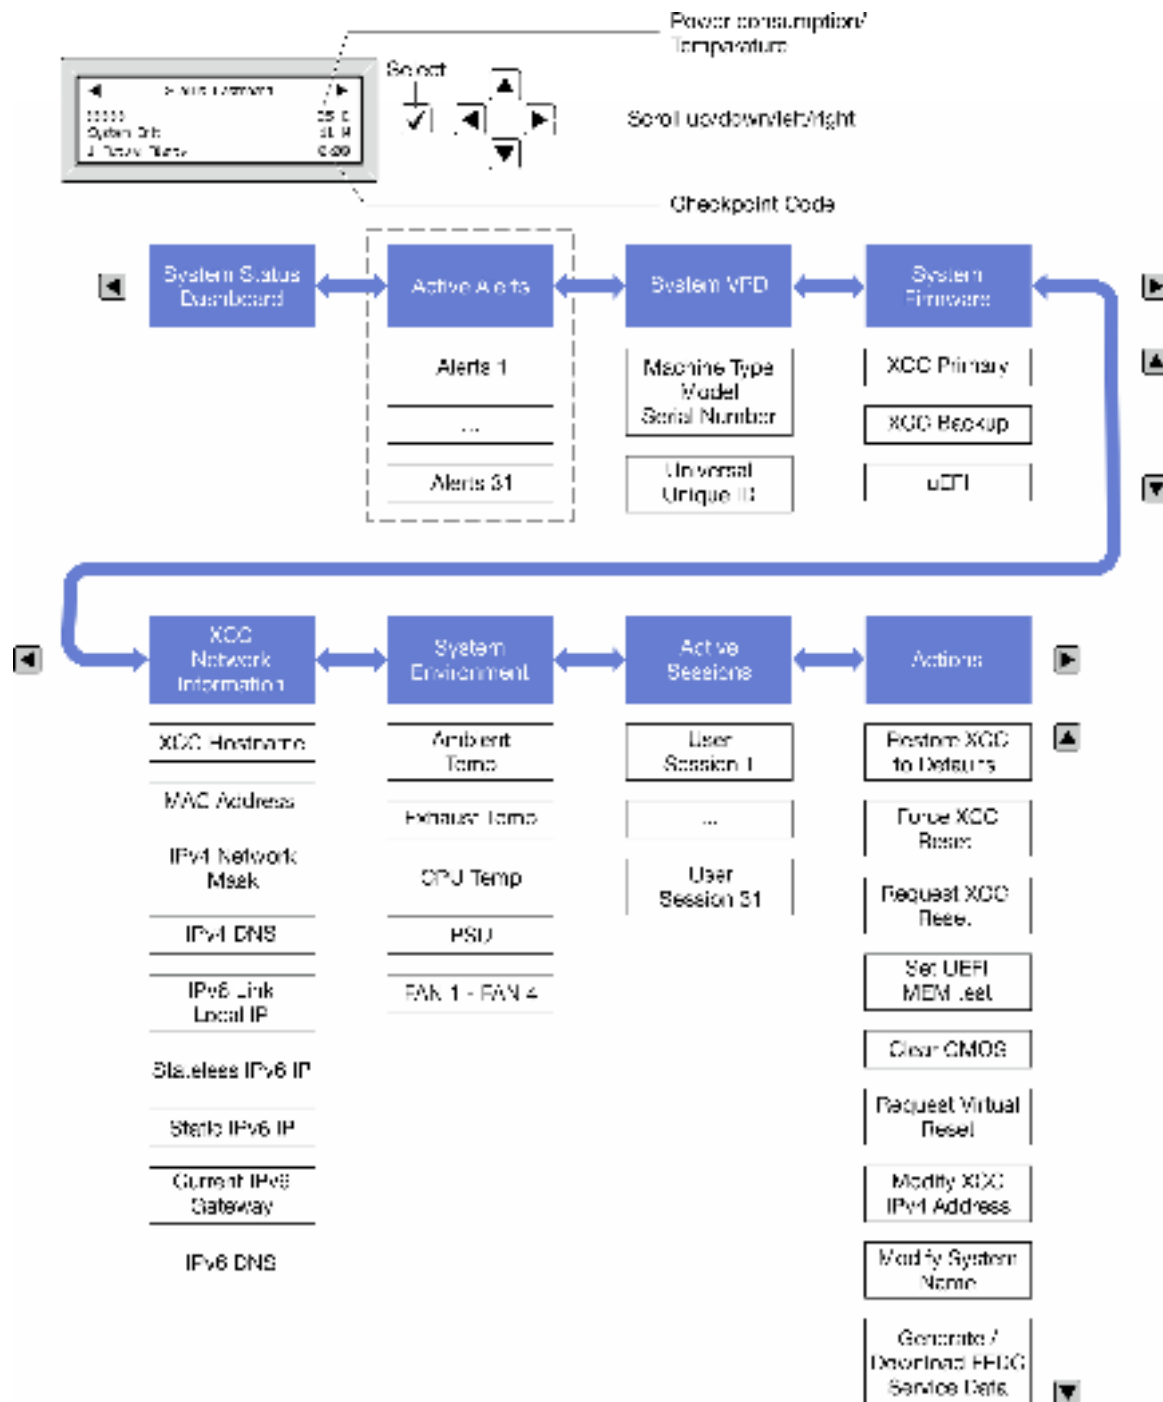 Power consumption/
Temparature
Select
Status Dashboard
System Init
Scroll up/down/left/right
Checkpoint Code
System Status
Dashboard
Active Alerts
System VPD
System
Firmware
Alerts 1
...
Alerts 31
Machine Type
Model
Serial Number
Universal
Unique ID
XCC Primary
XCC Backup
uEFI
XCC
Network
Information
System
Environment
Active
Sessions
Actions
XCC Hostname
MAC Address
IPv4 Network
Mask
IPv4 DNS
IPv6 Link
Local IP
Stateless IPv6 IP
Static IPv6 IP
Current IPv6
Gateway
IPv6 DNS
Ambient
Temp
Exhaust Temp
CPU Temp
PSU
FAN 1 - FAN 4
User
Session 1
...
User
Session 31
Restore XCC
to Defaults
Force XCC
Reset
Request XCC
Reset
Set UEFI
MEM test
Clear CMOS
Request Virtual
Reset
Modify XCC
IPv4 Address
Modify System
Name
Generate /
Download FFDC
Service Data